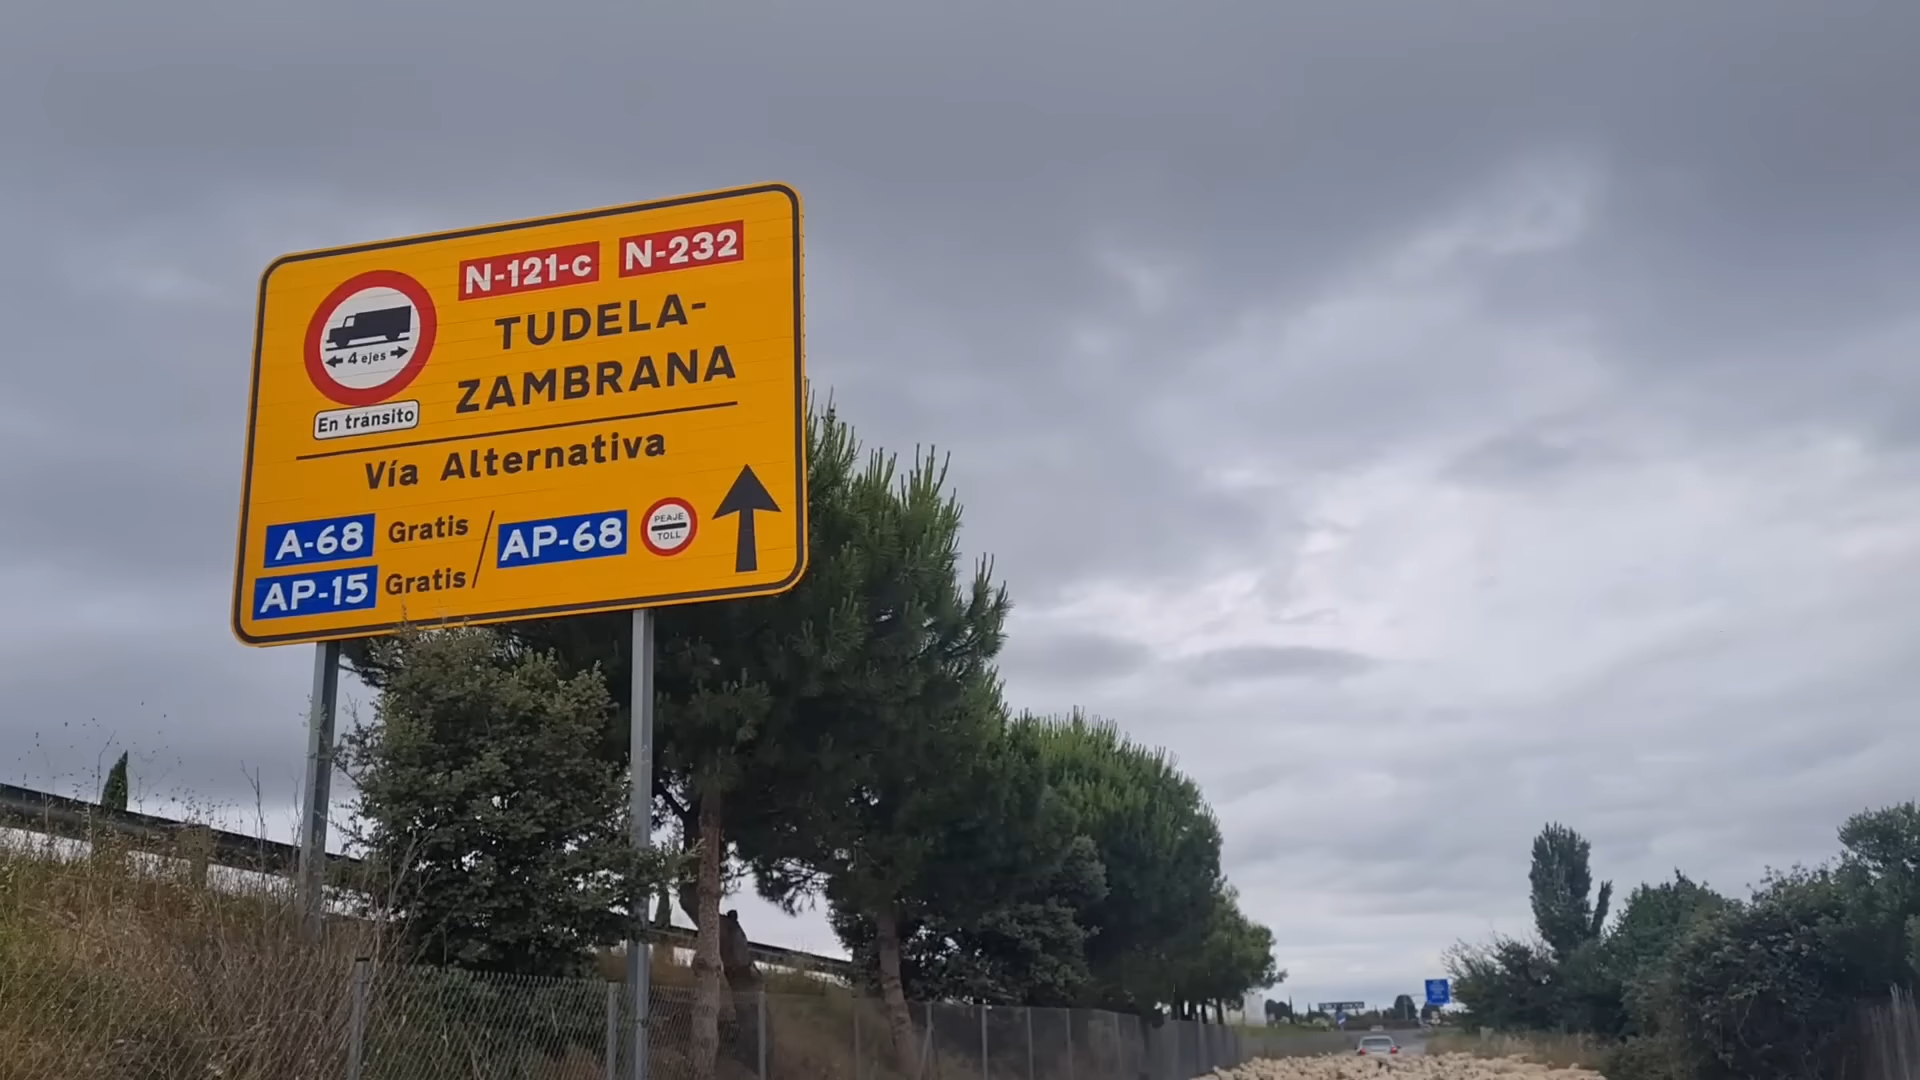 N-121-c N-232
TUDELA-
ZAMBRANA
4 ejes
En tránsito
Vía Alternativa
A-68 Gratis / AP-68 PEAJE TOLL
AP-15 Gratis